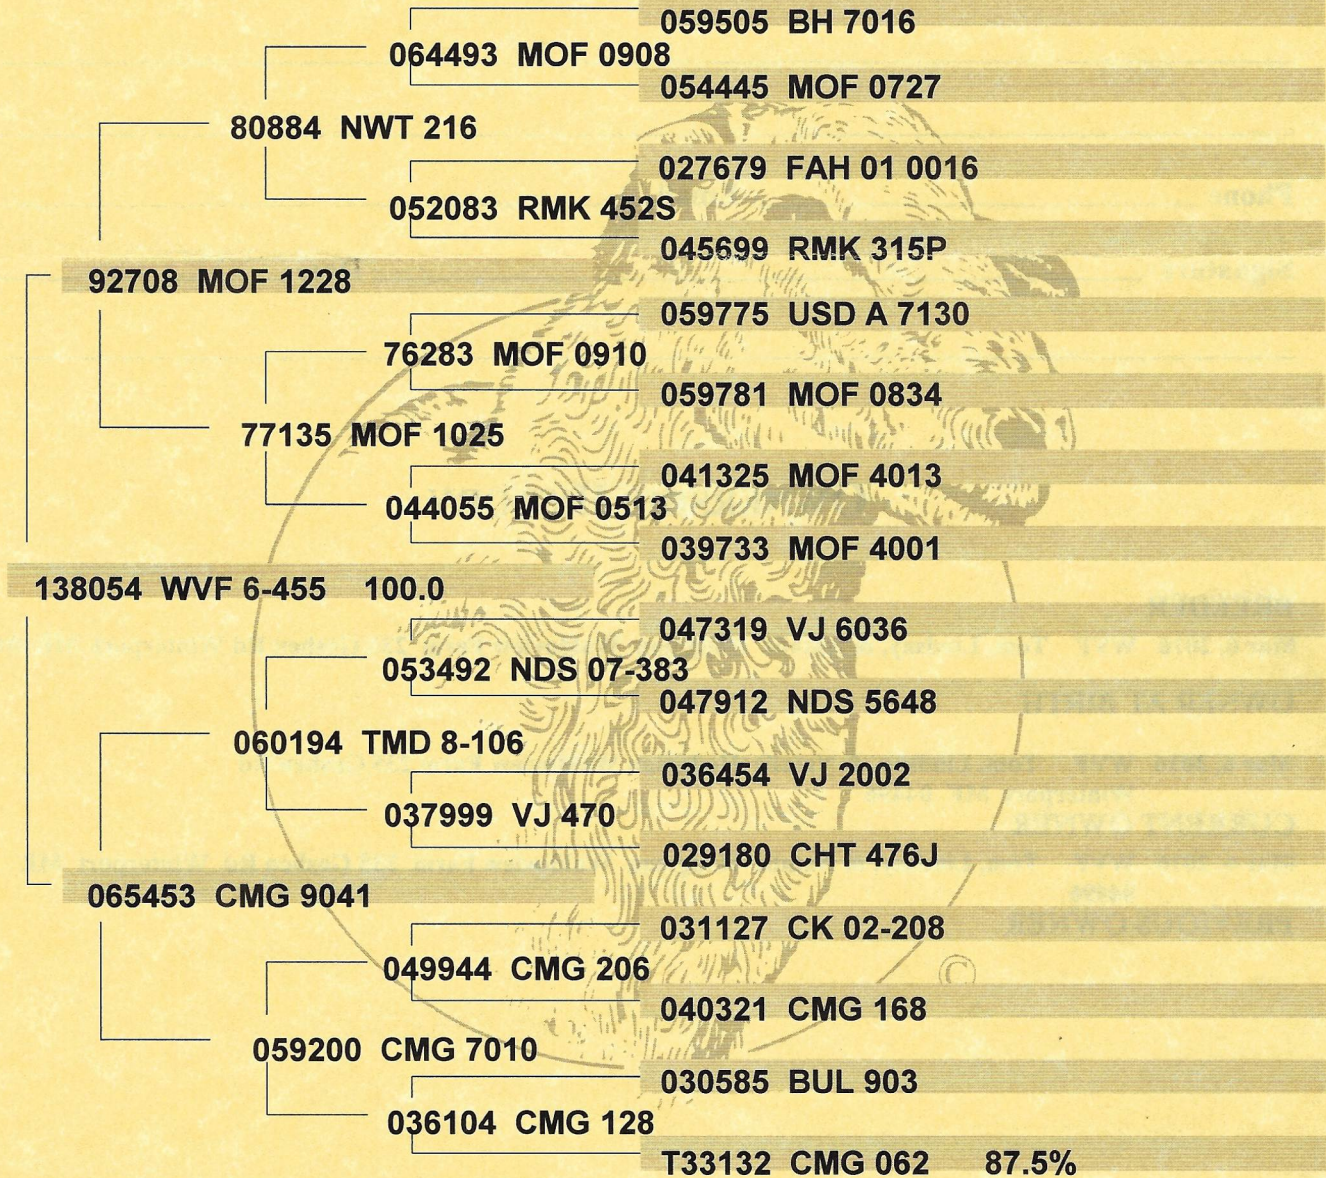 059505 BH 7016
064493 MOF 0908
054445 MOF 0727
80884 NWT 216
027679 FAH 01 0016
052083 RMK 452S
045699 RMK 315P
92708 MOF 1228
059775 USD A 7130
76283 MOF 0910
059781 MOF 0834
77135 MOF 1025
041325 MOF 4013
044055 MOF 0513
039733 MOF 4001
138054 WVF 6-455 100.0
047319 VJ 6036
053492 NDS 07-383
047912 NDS 5648
060194 TMD 8-106
036454 VJ 2002
037999 VJ 470
029180 CHT 476J
065453 CMG 9041
031127 CK 02-208
049944 CMG 206
©
040321 CMG 168
059200 CMG 7010
030585 BUL 903
036104 CMG 128
T33132 CMG 062 87.5%